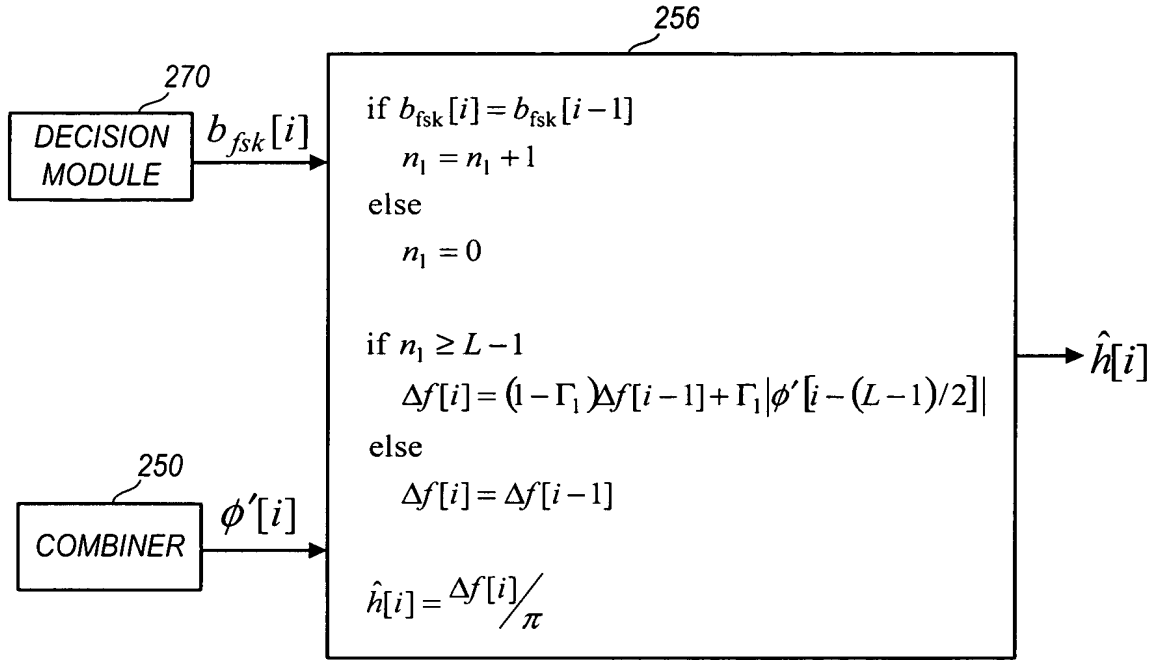 256
270
DECISION
MODULE
b_fsk[i]
if b_fsk[i] = b_fsk[i−1]
n₁ = n₁ + 1
else
n₁ = 0
if n₁ ≥ L−1
Δf[i] = (1−Γ₁)Δf[i−1] + Γ₁|ϕ′[i−(L−1)/2]|
else
Δf[i] = Δf[i−1]
ĥ[i]
250
COMBINER
ϕ′[i]
ĥ[i] = Δf[i]/π